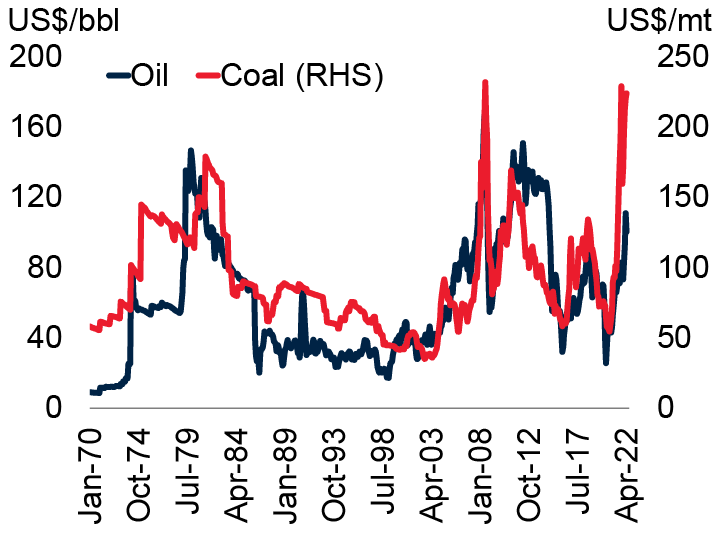 US$/bbl US$/mt
200 250
Oil Coal (RHS)
160 200
120 150
80 100
40 50
0 0
Jan-70 Oct-74 Jul-79 Apr-84 Jan-89 Oct-93 Jul-98 Apr-03 Jan-08 Oct-12 Jul-17 Apr-22